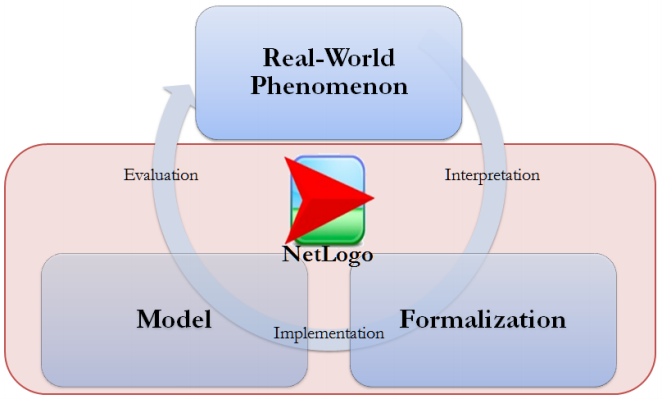 Real-World
Phenomenon
Evaluation
Interpretation
NetLogo
Model
Formalization
Implementation